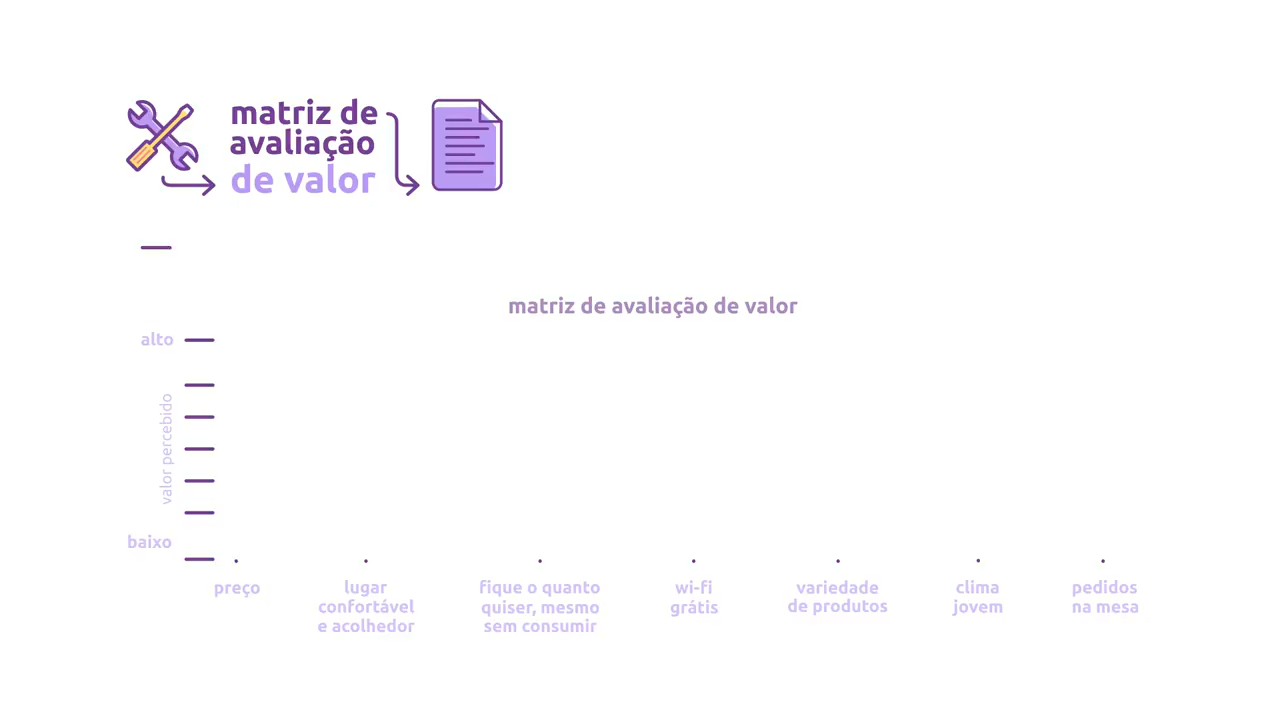 matriz de
avaliação
de valor
matriz de avaliação de valor
alto
valor percebido
baixo
preço
lugar
confortável
e acolhedor
fique o quanto
quiser, mesmo
sem consumir
wi-fi
grátis
variedade
de produtos
clima
jovem
pedidos
na mesa